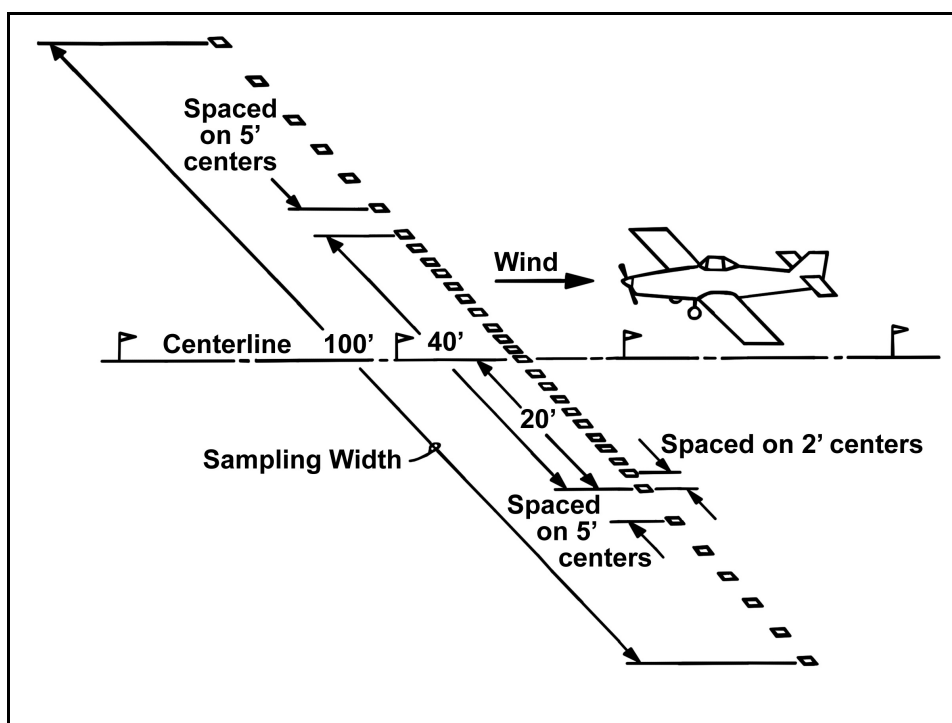 Spaced
on 5’
centers
Wind
Centerline
100’
40’
20’
Sampling Width
Spaced on 2’ centers
Spaced
on 5’
centers